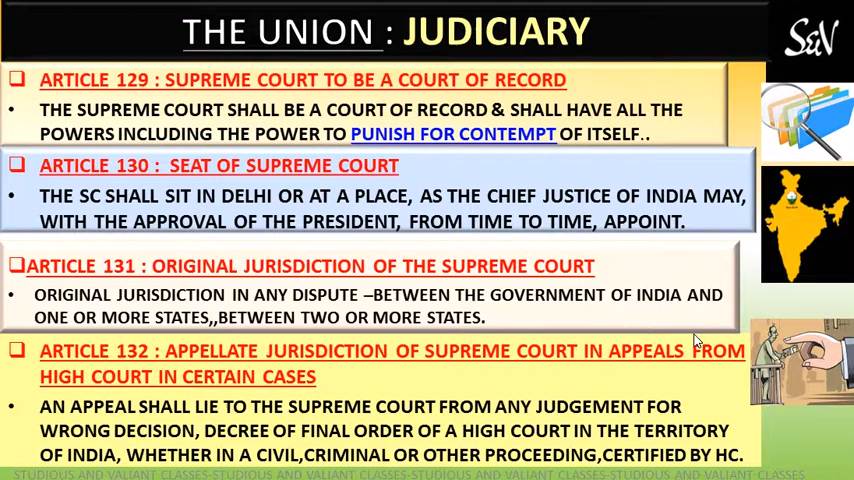 THE UNION : JUDICIARY
S&V
❑ ARTICLE 129 : SUPREME COURT TO BE A COURT OF RECORD
• THE SUPREME COURT SHALL BE A COURT OF RECORD & SHALL HAVE ALL THE
POWERS INCLUDING THE POWER TO PUNISH FOR CONTEMPT OF ITSELF..
❑ ARTICLE 130 : SEAT OF SUPREME COURT
• THE SC SHALL SIT IN DELHI OR AT A PLACE, AS THE CHIEF JUSTICE OF INDIA MAY,
WITH THE APPROVAL OF THE PRESIDENT, FROM TIME TO TIME, APPOINT.
❑ARTICLE 131 : ORIGINAL JURISDICTION OF THE SUPREME COURT
• ORIGINAL JURISDICTION IN ANY DISPUTE –BETWEEN THE GOVERNMENT OF INDIA AND
ONE OR MORE STATES,,BETWEEN TWO OR MORE STATES.
❑ ARTICLE 132 : APPELLATE JURISDICTION OF SUPREME COURT IN APPEALS FROM
HIGH COURT IN CERTAIN CASES
• AN APPEAL SHALL LIE TO THE SUPREME COURT FROM ANY JUDGEMENT FOR
WRONG DECISION, DECREE OF FINAL ORDER OF A HIGH COURT IN THE TERRITORY
OF INDIA, WHETHER IN A CIVIL,CRIMINAL OR OTHER PROCEEDING,CERTIFIED BY HC.
STUDIOUS AND VALIANT CLASSES-STUDIOUS AND VALIANT CLASSES-STUDIOUS AND VALIANT CLASSES-STUDIOUS AND VALIANT CLASSES